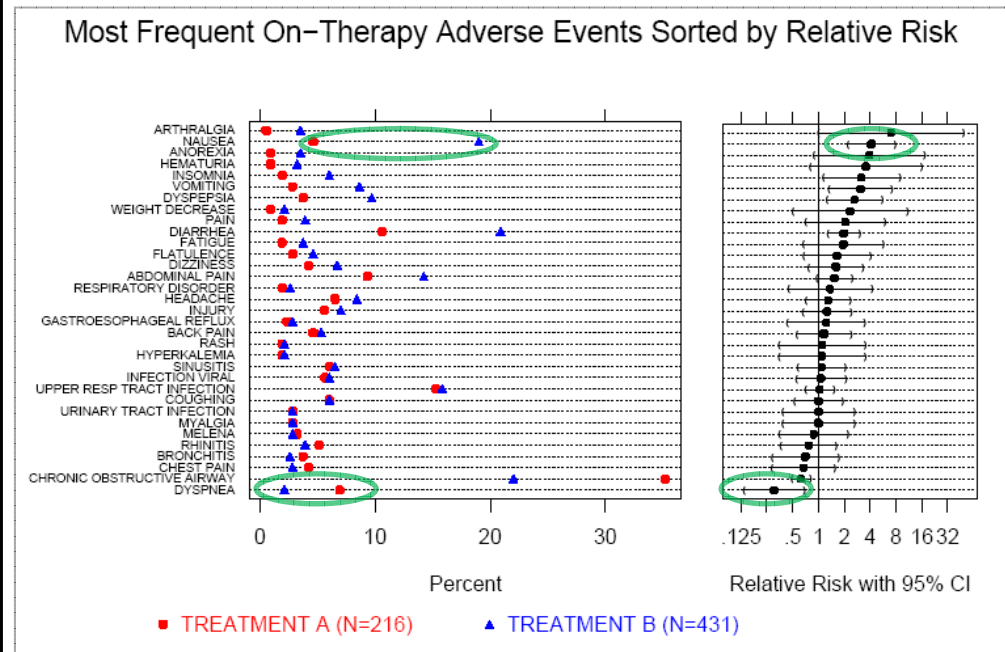 Most Frequent On−Therapy Adverse Events Sorted by Relative Risk
ARTHRALGIA
NAUSEA
ANOREXIA
HEMATURIA
INSOMNIA
VOMITING
DYSPEPSIA
WEIGHT DECREASE
PAIN
DIARRHEA
FATIGUE
FLATULENCE
DIZZINESS
ABDOMINAL PAIN
RESPIRATORY DISORDER
HEADACHE
INJURY
GASTROESOPHAGEAL REFLUX
BACK PAIN
RASH
HYPERKALEMIA
SINUSITIS
INFECTION VIRAL
UPPER RESP TRACT INFECTION
COUGHING
URINARY TRACT INFECTION
MYALGIA
MELENA
RHINITIS
BRONCHITIS
CHEST PAIN
CHRONIC OBSTRUCTIVE AIRWAY
DYSPNEA
0 10 20 30
.125 .5 1 2 4 8 16 32
Percent
Relative Risk with 95% CI
TREATMENT A (N=216) TREATMENT B (N=431)